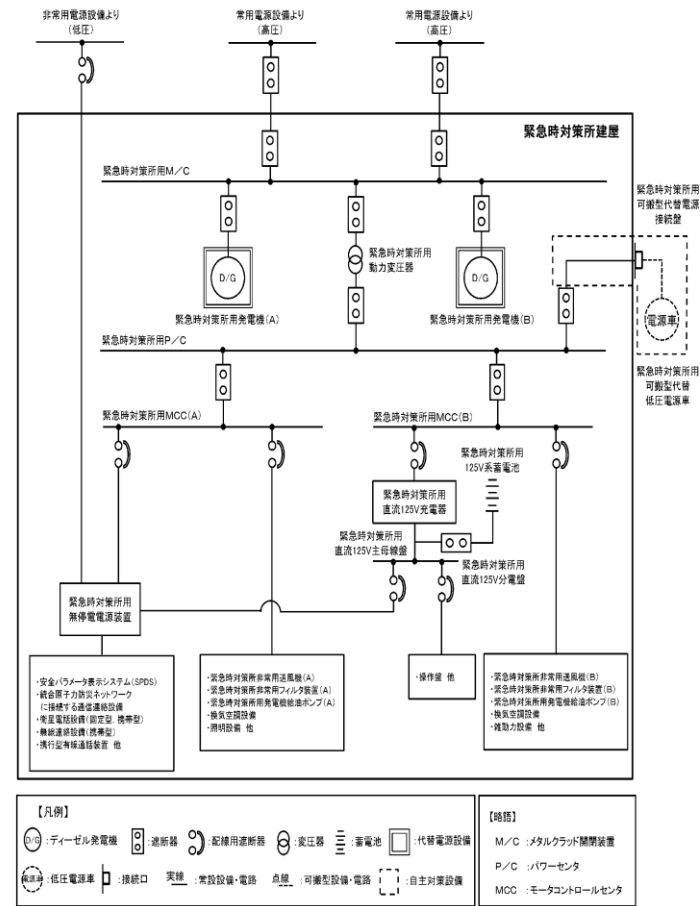 非常用電源設備より
(低圧)
常用電源設備より
(高圧)
常用電源設備より
(高圧)
緊急時対策所建屋
緊急時対策所用M/C
緊急時対策所用
可搬型代替電源
接続盤
D/G
緊急時対策所用
動力変圧器
D/G
緊急時対策所用発電機(A)
緊急時対策所用発電機(B)
電源車
緊急時対策所用P/C
緊急時対策所用
可搬型代替
低圧電源車
緊急時対策所用MCC(A)
緊急時対策所用MCC(B)
緊急時対策所用
125V系蓄電池
緊急時対策所用
直流125V充電器
緊急時対策所用
直流125V主母線盤
緊急時対策所用
直流125V分電盤
緊急時対策所用
無停電電源装置
・安全パラメータ表示システム(SPDS)
・統合原子力防災ネットワーク
に接続する通信連絡設備
・衛星電話設備(固定型,携帯型)
・無線連絡設備(携帯型)
・携行型有線通話装置 他
・緊急時対策所非常用送風機(A)
・緊急時対策所非常用フィルタ装置(A)
・緊急時対策所用発電機給油ポンプ(A)
・換気空調設備
・照明設備 他
・操作盤 他
・緊急時対策所非常用送風機(B)
・緊急時対策所非常用フィルタ装置(B)
・緊急時対策所用発電機給油ポンプ(B)
・換気空調設備
・雑動力設備 他
【凡例】
D/G :ディーゼル発電機 :遮断器 :配線用遮断器 :変圧器 :蓄電池 :代替電源設備
電源車 :低圧電源車 :接続口 実線 :常設設備・電路 点線 :可搬型設備・電路 :自主対策設備
【略語】
M/C :メタルクラッド開閉装置
P/C :パワーセンタ
MCC :モータコントロールセンタ